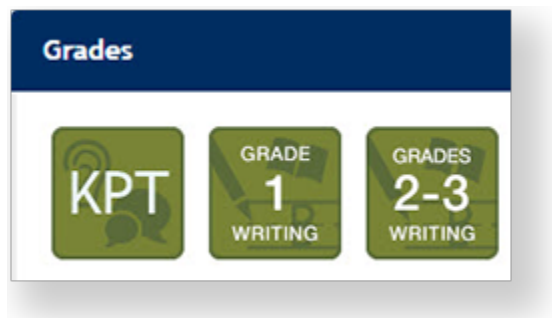 Grades
KPT
GRADE
1
WRITING
GRADES
2-3
WRITING